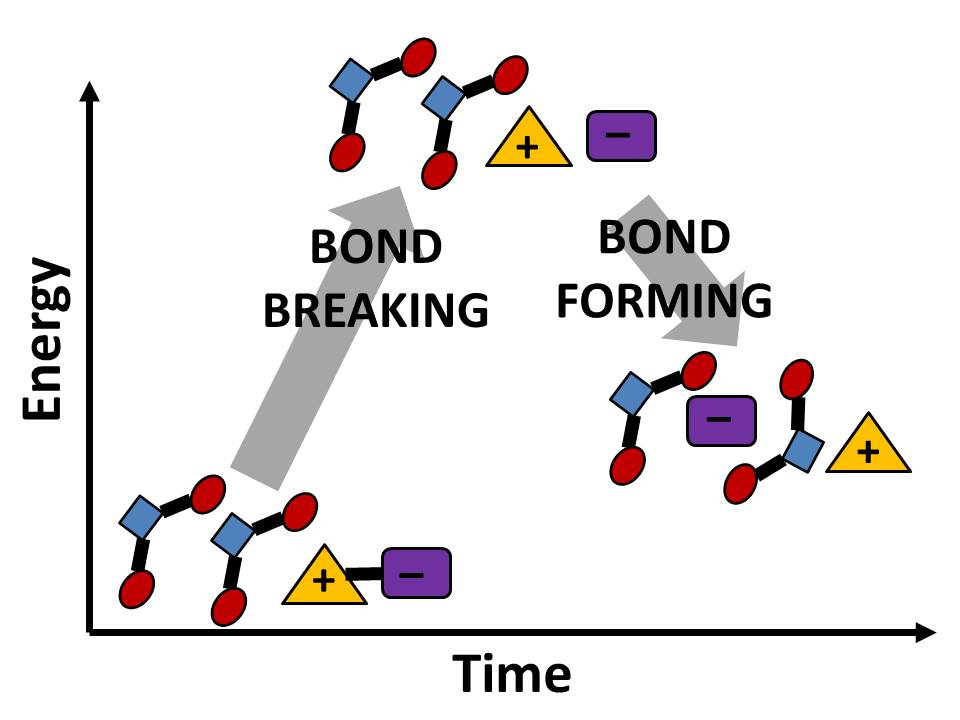 +
–
BOND
BREAKING
BOND
FORMING
Energy
–
+
+
–
Time